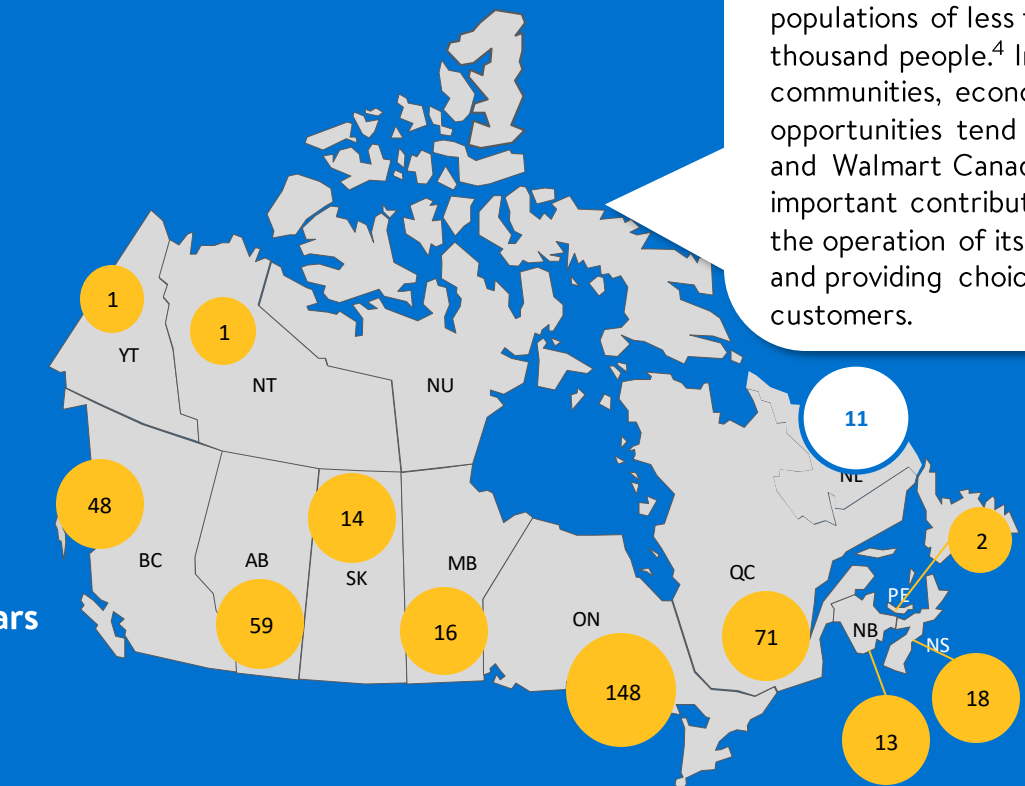 populations of less
thousand people.4
communities, econo
opportunities tend
and Walmart Canad
important contribut
the operation of its
and providing choic
customers.
1
YT
1
NT
NU
11
NL
48
BC
AB
59
14
SK
MB
16
ON
148
QC
71
PE
2
NB
NS
18
13
ars